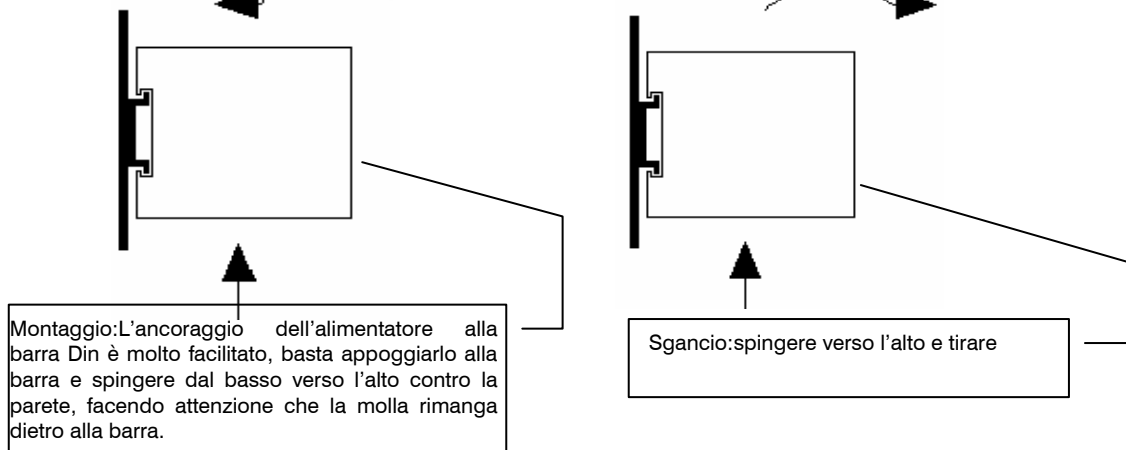 Montaggio:L'ancoraggio dell'alimentatore alla
barra Din è molto facilitato, basta appoggiarlo alla
barra e spingere dal basso verso l'alto contro la
parete, facendo attenzione che la molla rimanga
dietro alla barra.
Sgancio:spingere verso l'alto e tirare